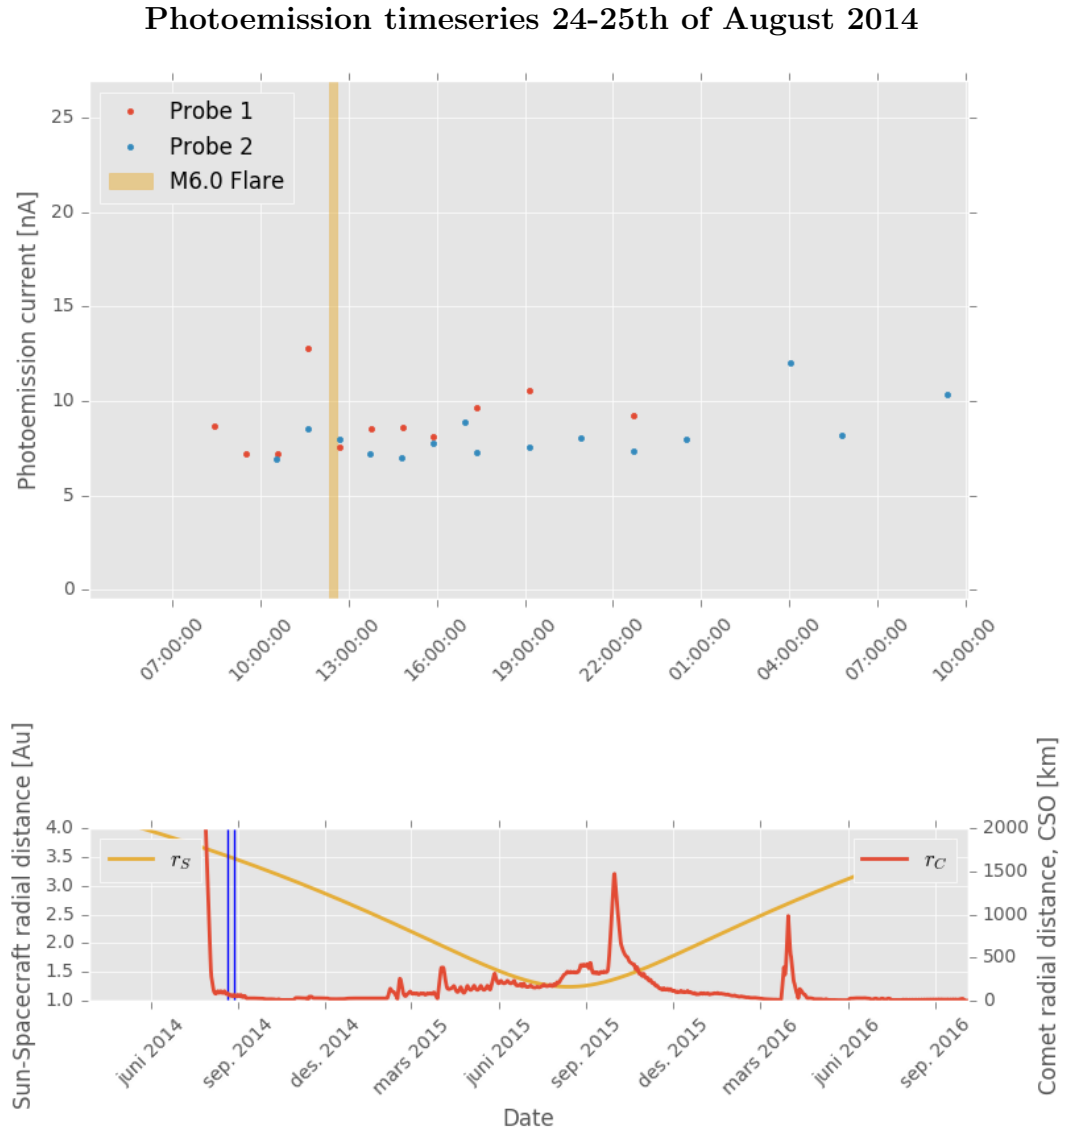 Photoemission timeseries 24-25th of August 2014
Probe 1
Probe 2
M6.0 Flare
Photoemission current [nA]
25
20
15
10
5
0
07:00:00
10:00:00
13:00:00
16:00:00
19:00:00
22:00:00
01:00:00
04:00:00
07:00:00
10:00:00
Sun-Spacecraft radial distance [Au]
4.0
3.5
3.0
2.5
2.0
1.5
1.0
r_S
r_C
2000
1500
1000
500
0
Comet radial distance, CSO [km]
juni 2014
sep. 2014
des. 2014
mars 2015
juni 2015
sep. 2015
des. 2015
mars 2016
juni 2016
sep. 2016
Date